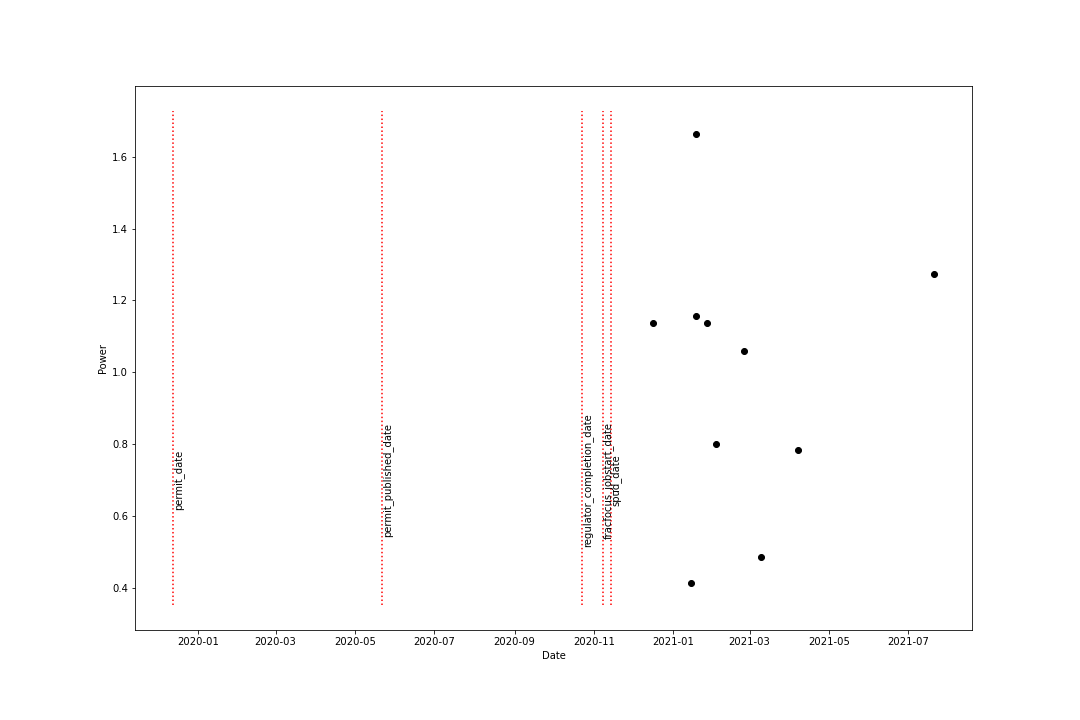 1.6
1.4
1.2
1.0
0.8
0.6
0.4
Power
permit_date
permit_published_date
regulator_completion_date
fracfocus_jobstart_date
spud_date
2020-01
2020-03
2020-05
2020-07
2020-09
2020-11
2021-01
2021-03
2021-05
2021-07
Date